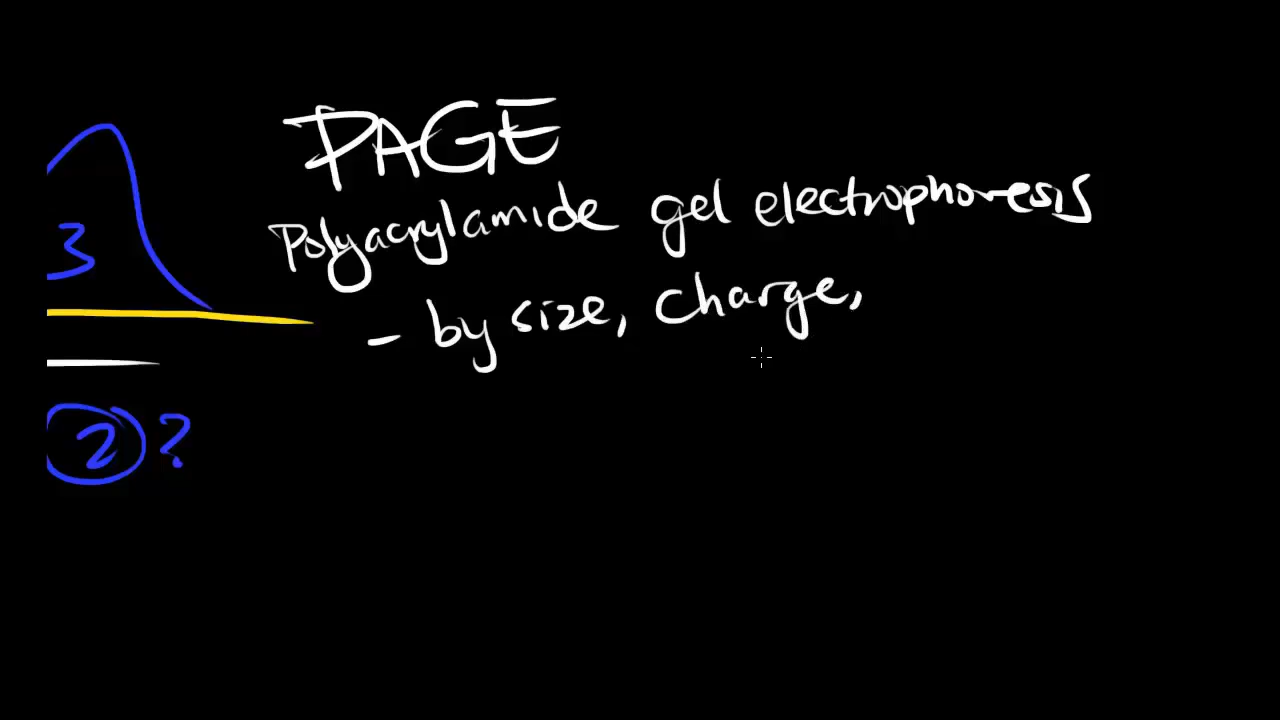 PAGE
Polyacrylamide gel electrophoresis
3
- by size, charge,
2 ?